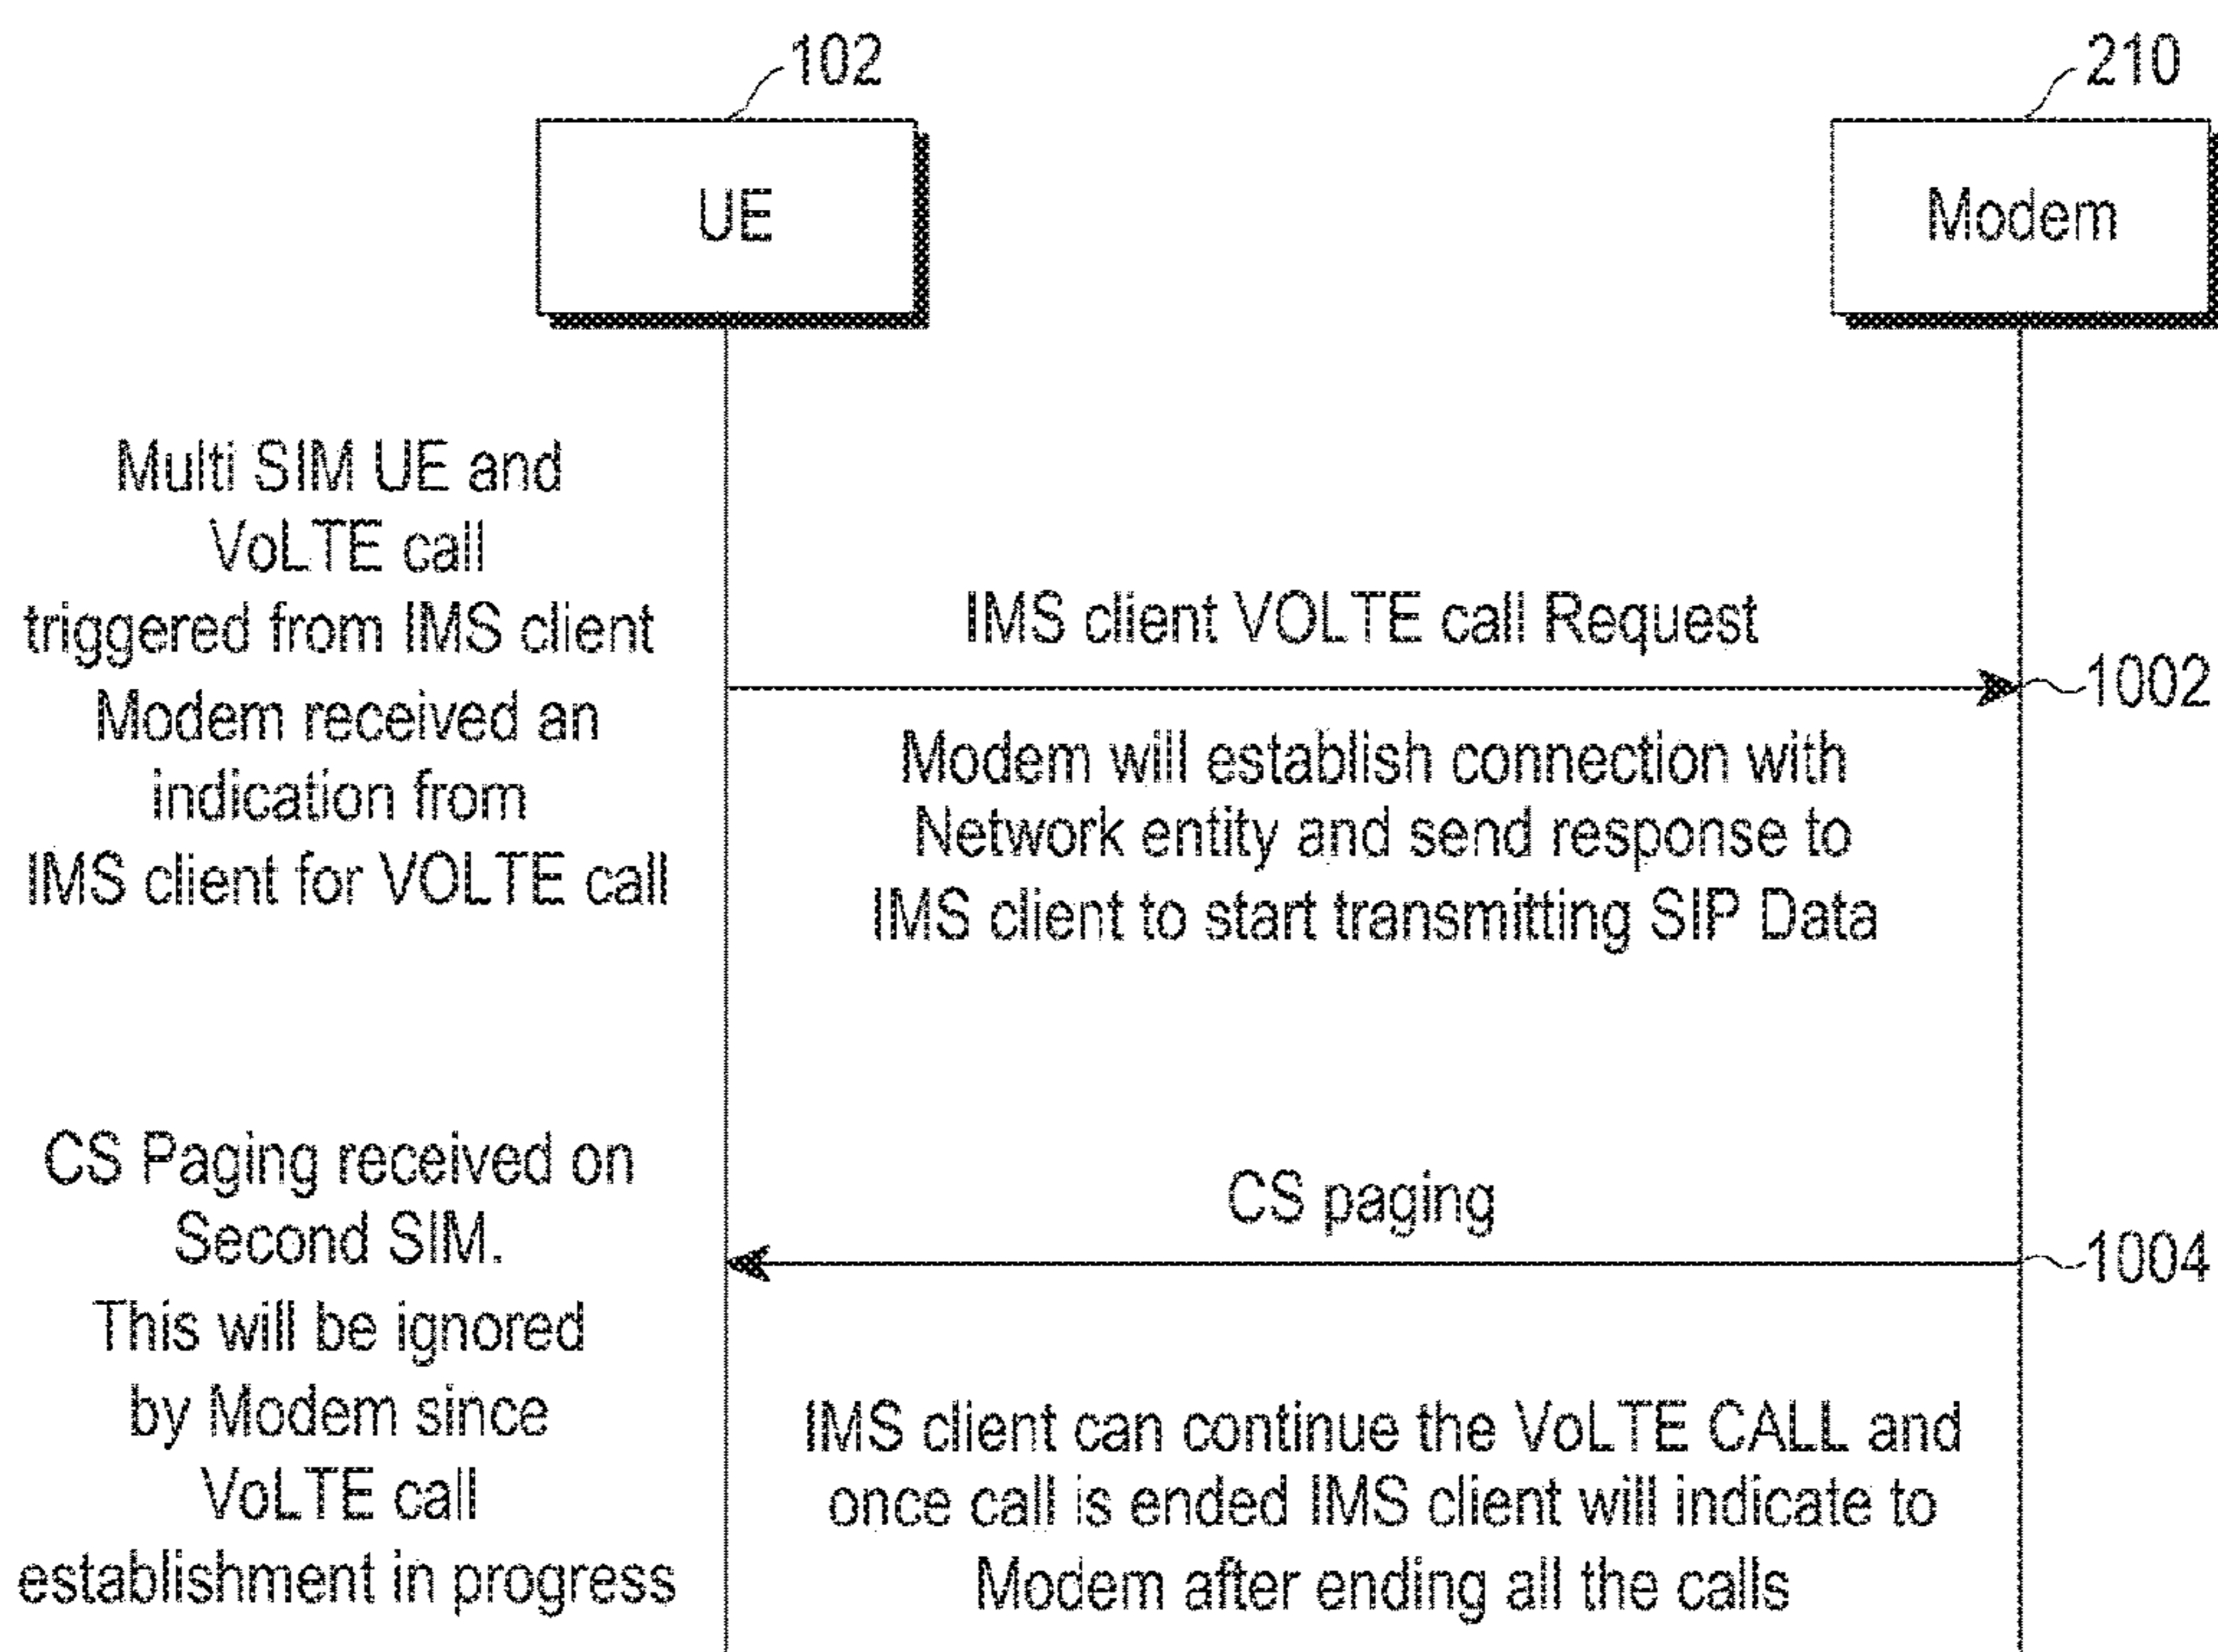 102
210
UE
Modem
Multi SIM UE and
VoLTE call
triggered from IMS client
Modem received an
indication from
IMS client for VOLTE call
IMS client VOLTE call Request
1002
Modem will establish connection with
Network entity and send response to
IMS client to start transmitting SIP Data
CS Paging received on
Second SIM.
This will be ignored
by Modem since
VoLTE call
establishment in progress
CS paging
1004
IMS client can continue the VoLTE CALL and
once call is ended IMS client will indicate to
Modem after ending all the calls